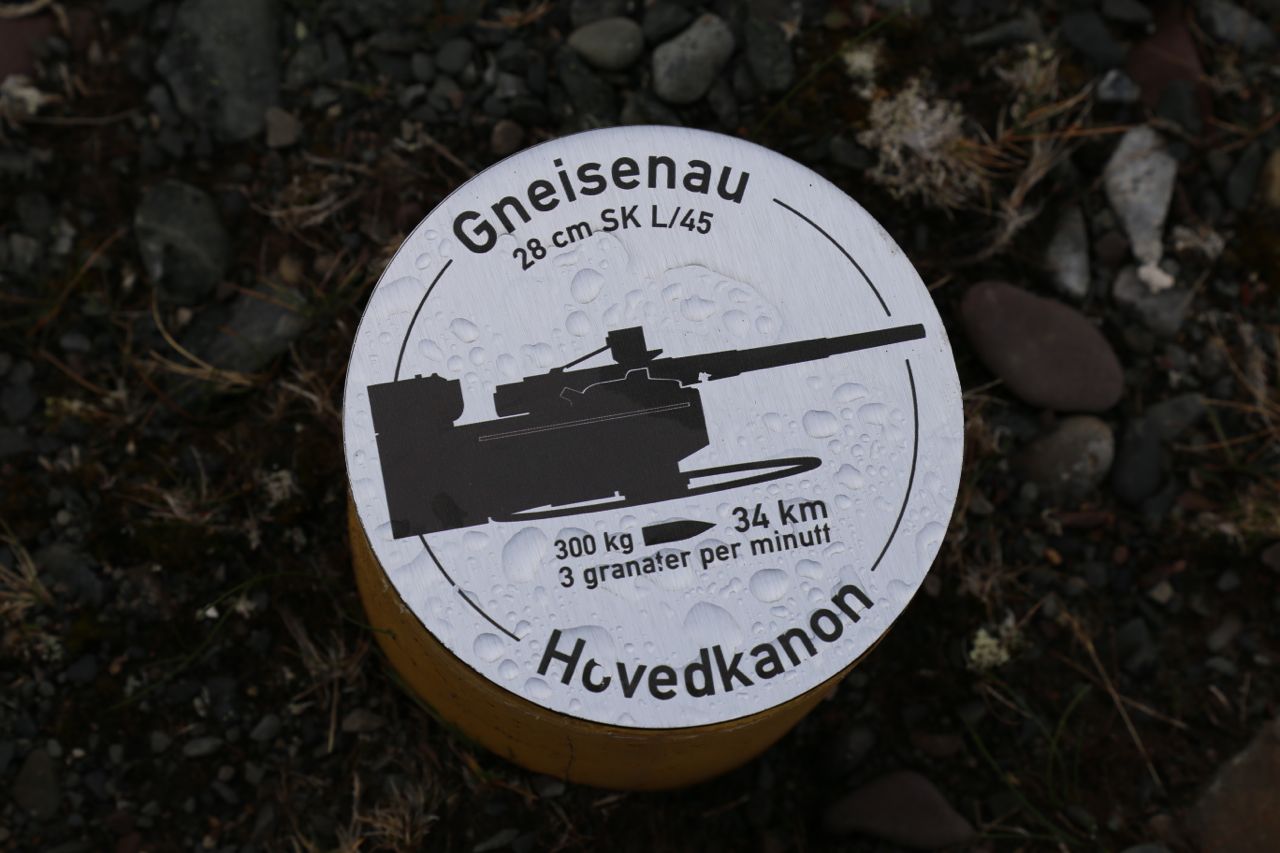 Gneisenau
28 cm SK L/45
300 kg 34 km
3 granater per minutt
Hovedkanon